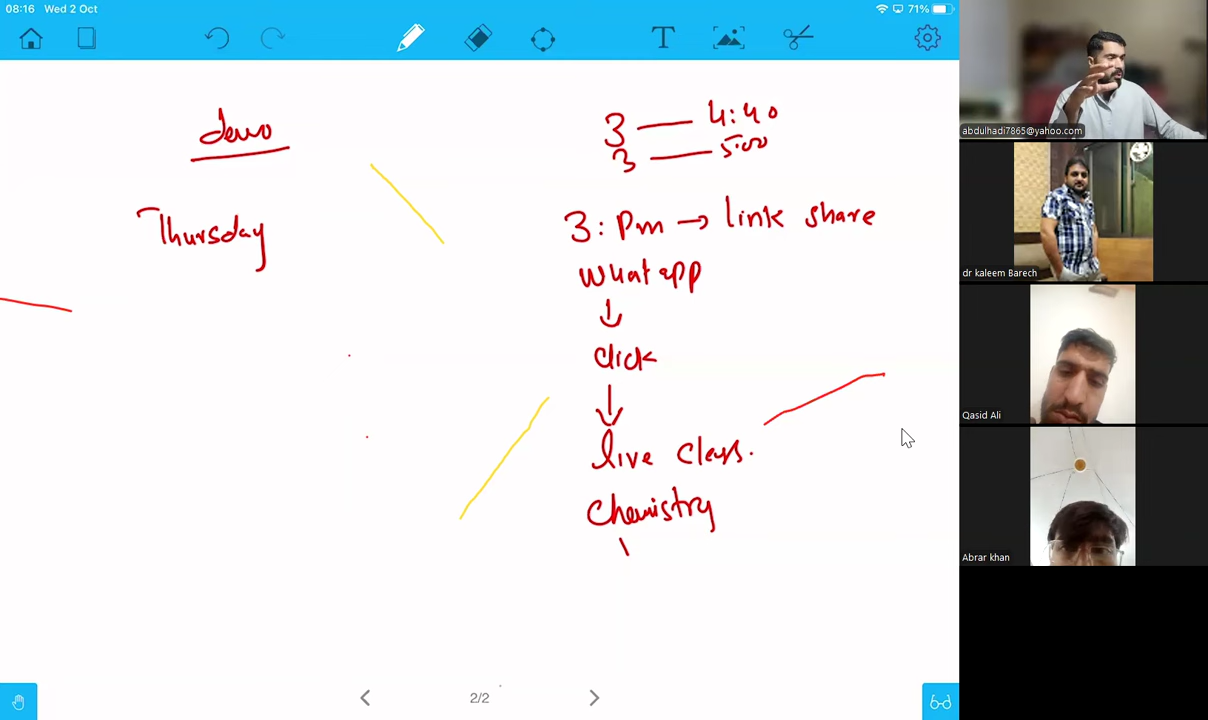 08:16 Wed 2 Oct
71%
T
demo
Thursday
3 — 4:40
3 — 5:00
3: Pm → link share
whatapp
↓
click
↓
live class.
Chemistry
2/2
abdulhadi7865@yahoo.com
dr kaleem Barech
Qasid Ali
Abrar khan